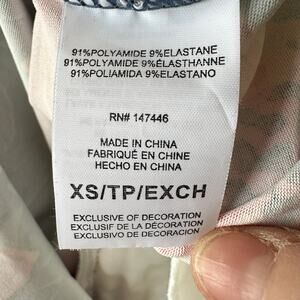 91%POLYAMIDE 9%ELASTANE
91%POLYAMIDE 9%ÉLASTHANNE
91%POLIAMIDA 9%ELASTANO
RN# 147446
MADE IN CHINA
FABRIQUÉ EN CHINE
HECHO EN CHINA
XS/TP/EXCH
EXCLUSIVE OF DECORATION
EXCLUSIF DE LA DÉCORATION
EXCLUSIVO DE DECORACION